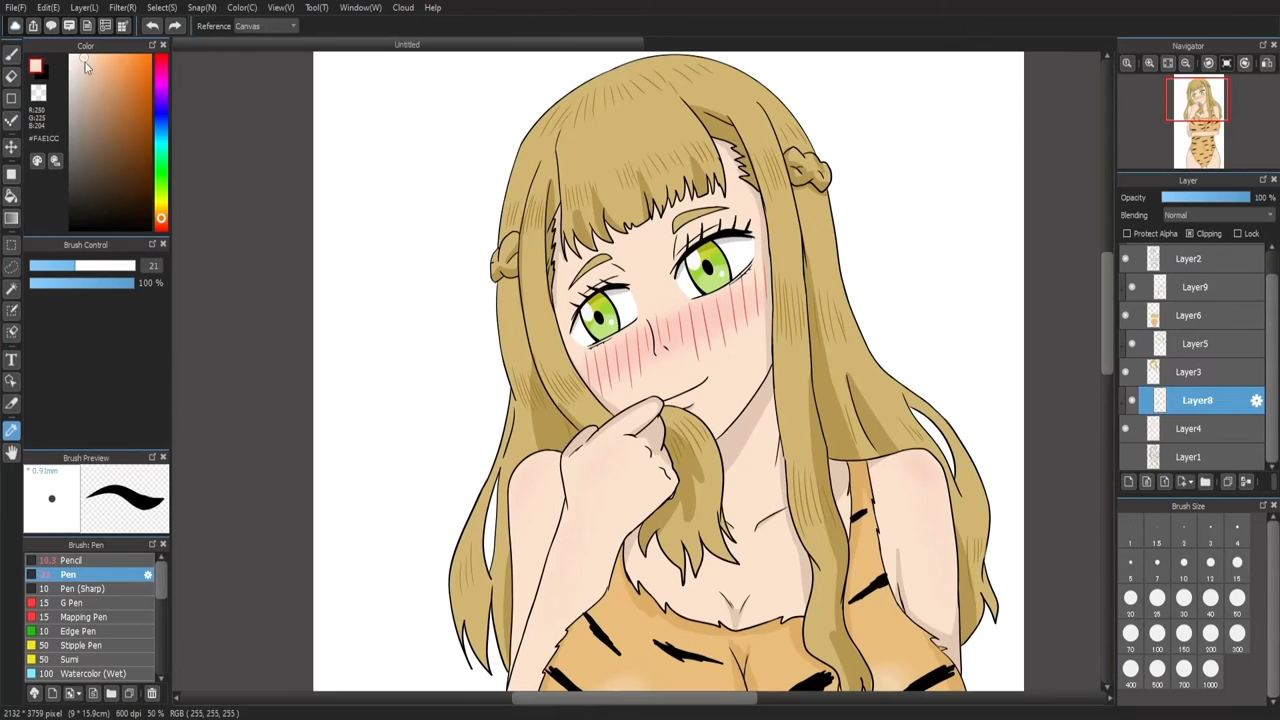 File(F) Edit(E) Layer(L) Filter(R) Select(S) Snap(N) Color(C) View(V) Tool(T) Window(W) Cloud Help
Reference Canvas
Color
Untitled
Navigator
R:250
G:225
B:204
#FAE1CC
Layer
Opacity 100 %
Blending Normal
Protect Alpha Clipping Lock
Layer2
Layer9
Layer6
Layer5
Layer3
Layer8
Layer4
Layer1
Brush Control
21
100 %
Brush Preview
* 0.91mm
Brush Size
1 1.5 2 3 4
5 7 10 12 15
20 25 30 40 50
70 100 150 200 300
400 500 700 1000
Brush: Pen
10.3 Pencil
Pen
10 Pen (Sharp)
15 G Pen
15 Mapping Pen
10 Edge Pen
50 Stipple Pen
50 Sumi
100 Watercolor (Wet)
2132 * 3759 pixel (9 * 15.9cm) 600 dpi 50 % RGB ( 255, 255, 255 )